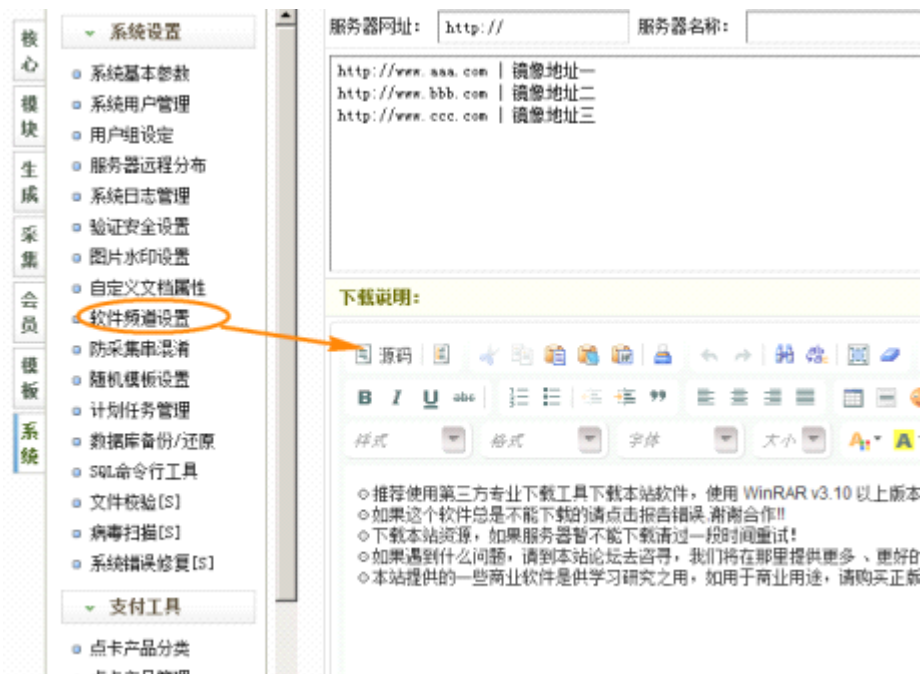 核心
模块
生成
采集
会员
模板
系统
系统设置
系统基本参数
系统用户管理
用户组设定
服务器远程分布
系统日志管理
验证安全设置
图片水印设置
自定义文档属性
软件频道设置
防采集串混淆
随机模板设置
计划任务管理
数据库备份/还原
SQL命令行工具
文件校验[S]
病毒扫描[S]
系统错误修复[S]
支付工具
点卡产品分类
服务器网址: http:// 服务器名称:
http://www.aaa.com | 镜像地址一
http://www.bbb.com | 镜像地址二
http://www.ccc.com | 镜像地址三
下载说明:
源码
B I U abc
样式 格式 字体 大小 A A
○推荐使用第三方专业下载工具下载本站软件，使用 WinRAR v3.10 以上版本
○如果这个软件总是不能下载的请点击报告错误,谢谢合作!!
○下载本站资源，如果服务器暂不能下载请过一段时间重试！
○如果遇到什么问题，请到本站论坛去咨寻，我们将在那里提供更多 、更好的
○本站提供的一些商业软件是供学习研究之用，如用于商业用途，请购买正版